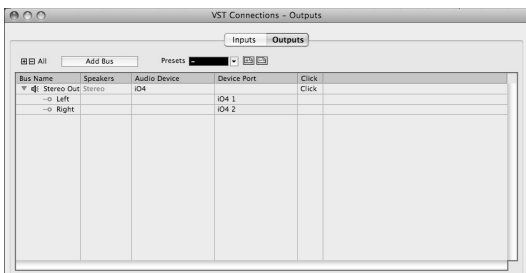 VST Connections – Outputs
Inputs Outputs
All Add Bus Presets –
Bus Name Speakers Audio Device Device Port Click
Stereo Out Stereo iO4 Click
Left iO4 1
Right iO4 2